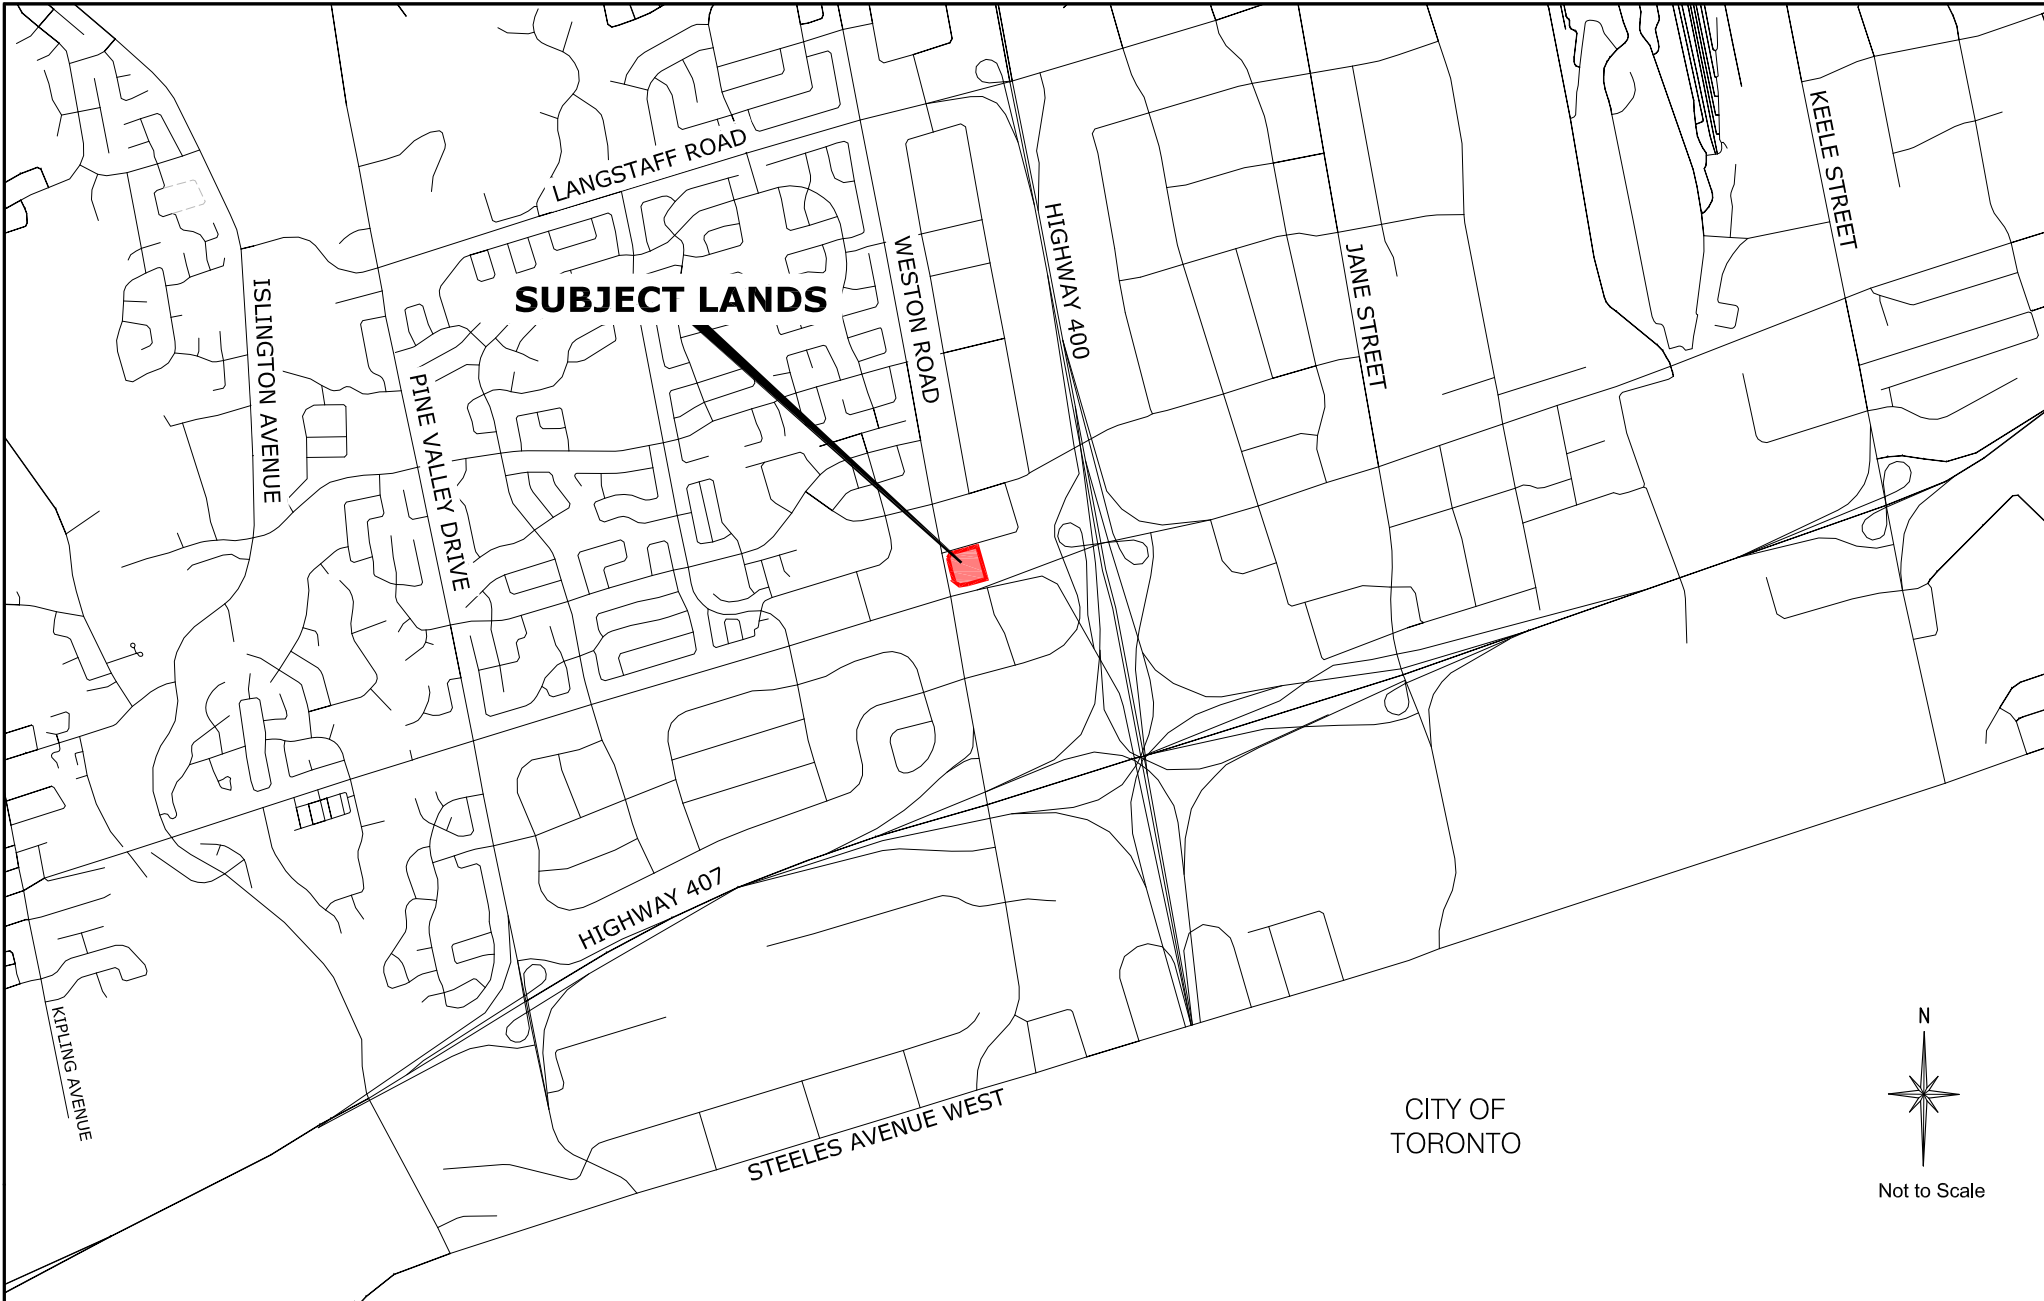 LANGSTAFF ROAD
KEELE STREET
HIGHWAY 400
WESTON ROAD
JANE STREET
ISLINGTON AVENUE
SUBJECT LANDS
PINE VALLEY DRIVE
HIGHWAY 407
KIPLING AVENUE
STEELES AVENUE WEST
CITY OF
TORONTO
N
Not to Scale